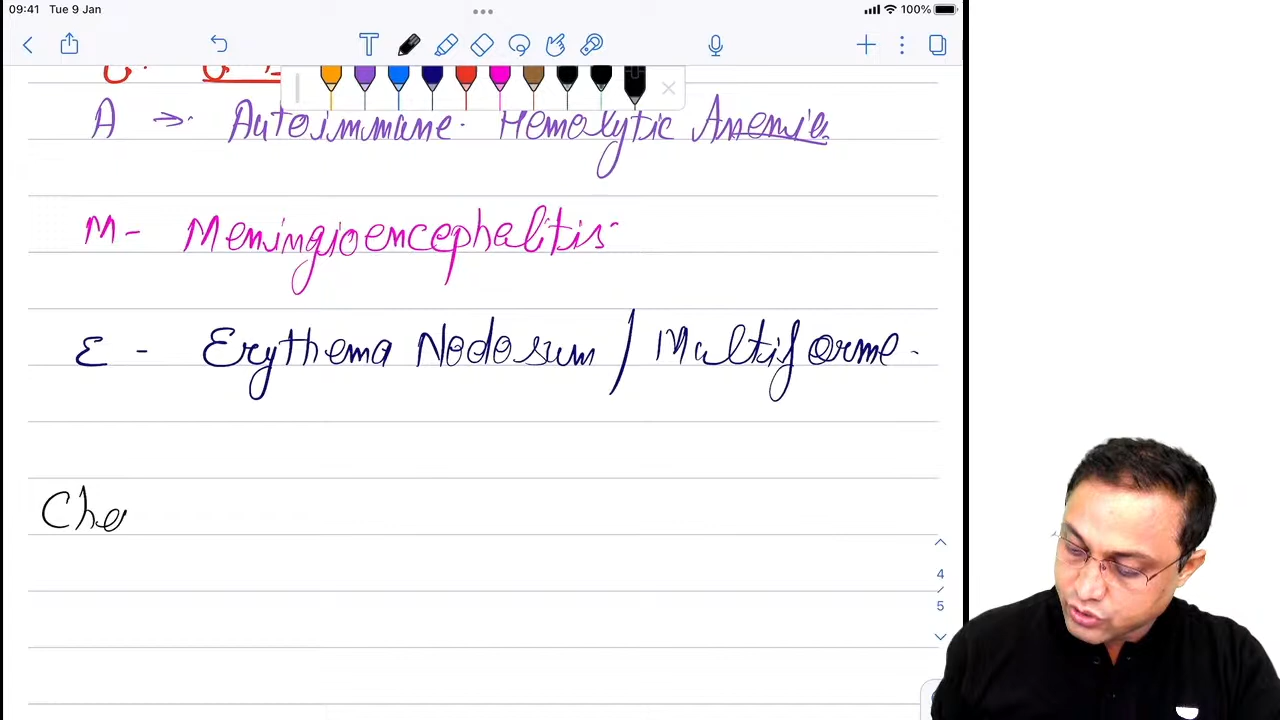 09:41 Tue 9 Jan 100%
T
A → Autoimmune Hemolytic Anemia
M - Meningioencephalitis
E - Erythema Nodosum / Multiforme
Che
4
5